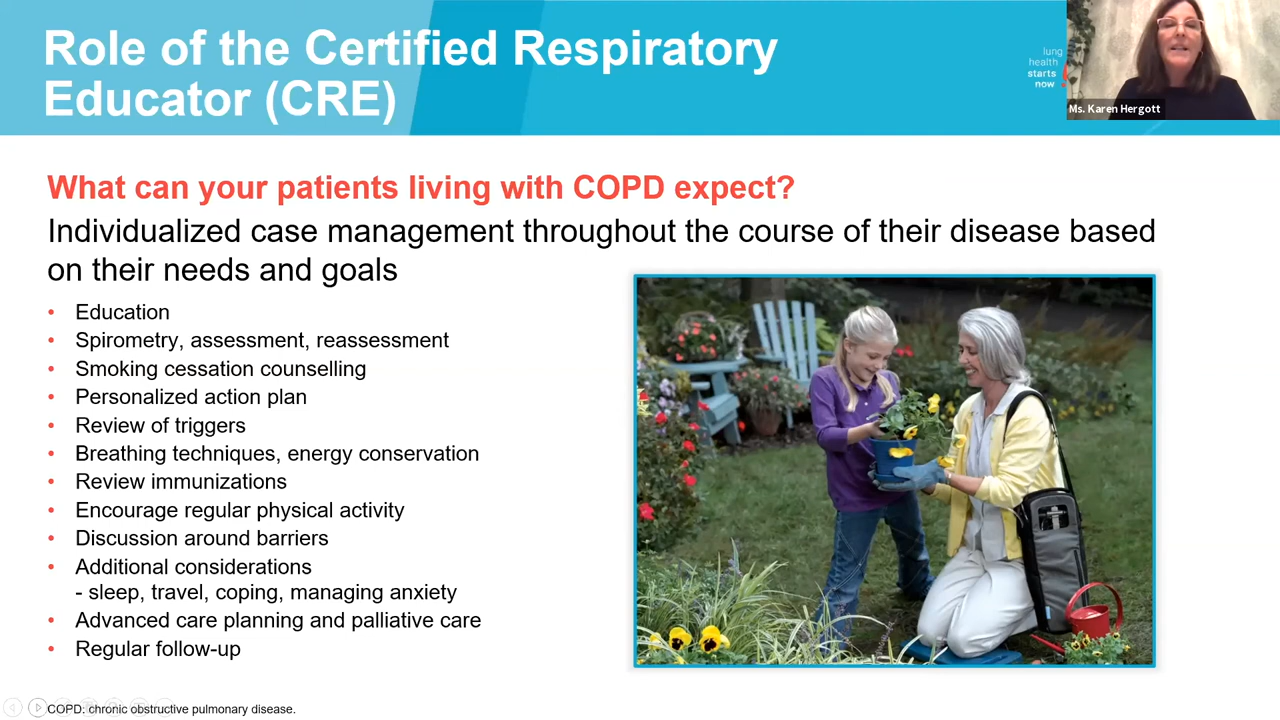 Role of the Certified Respiratory
Educator (CRE)
lung
health
starts
now
Ms. Karen Hergott
What can your patients living with COPD expect?
Individualized case management throughout the course of their disease based
on their needs and goals
• Education
• Spirometry, assessment, reassessment
• Smoking cessation counselling
• Personalized action plan
• Review of triggers
• Breathing techniques, energy conservation
• Review immunizations
• Encourage regular physical activity
• Discussion around barriers
• Additional considerations
- sleep, travel, coping, managing anxiety
• Advanced care planning and palliative care
• Regular follow-up
COPD: chronic obstructive pulmonary disease.